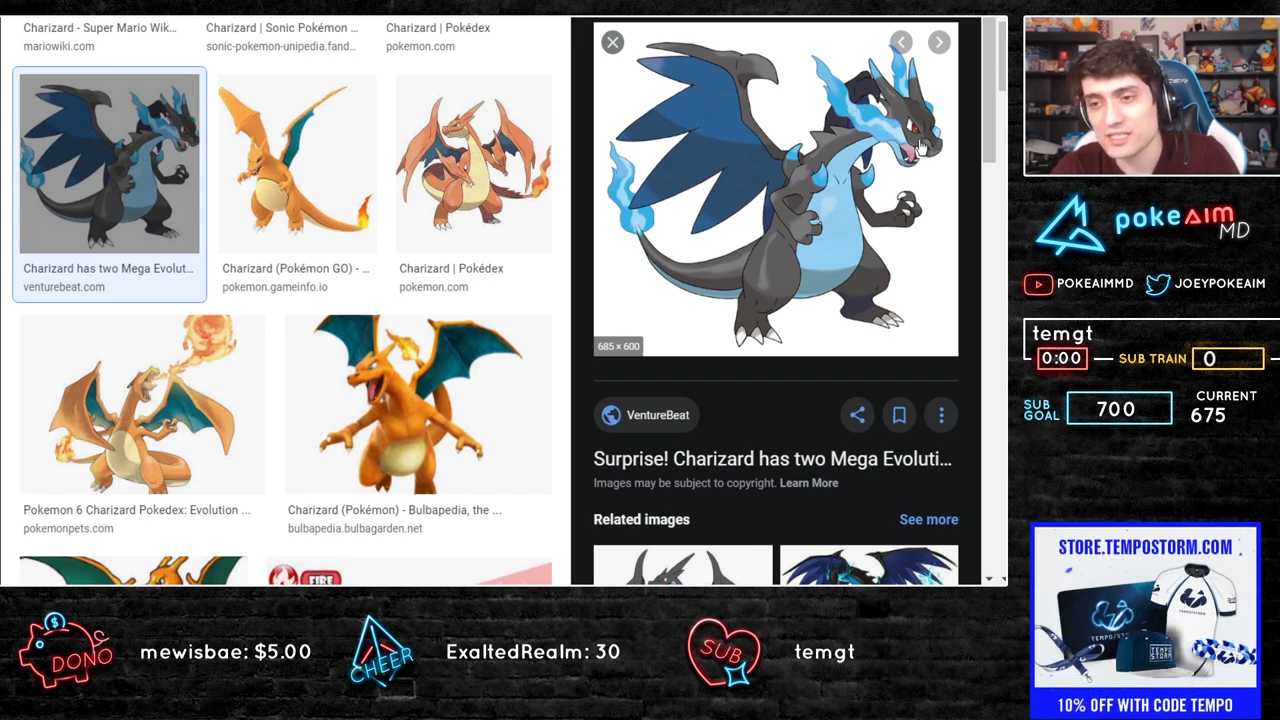 Charizard - Super Mario Wik...
mariowiki.com
Charizard | Sonic Pokémon ...
sonic-pokemon-unipedia.fand...
Charizard | Pokédex
pokemon.com
Charizard has two Mega Evolut...
venturebeat.com
Charizard (Pokémon GO) - ...
pokemon.gameinfo.io
Charizard | Pokédex
pokemon.com
Pokemon 6 Charizard Pokedex: Evolution ...
pokemonpets.com
Charizard (Pokémon) - Bulbapedia, the ...
bulbapedia.bulbagarden.net
FIRE
685 × 600
VentureBeat
Surprise! Charizard has two Mega Evoluti...
Images may be subject to copyright. Learn More
Related images
See more
pokeAIM
MD
POKEAIMMD
JOEYPOKEAIM
temgt
0:00
SUB TRAIN
0
SUB GOAL
700
CURRENT
675
STORE.TEMPOSTORM.COM
TEMPO
STORM
10% OFF WITH CODE TEMPO
DONO
mewisbae: $5.00
CHEER
ExaltedRealm: 30
SUB
temgt